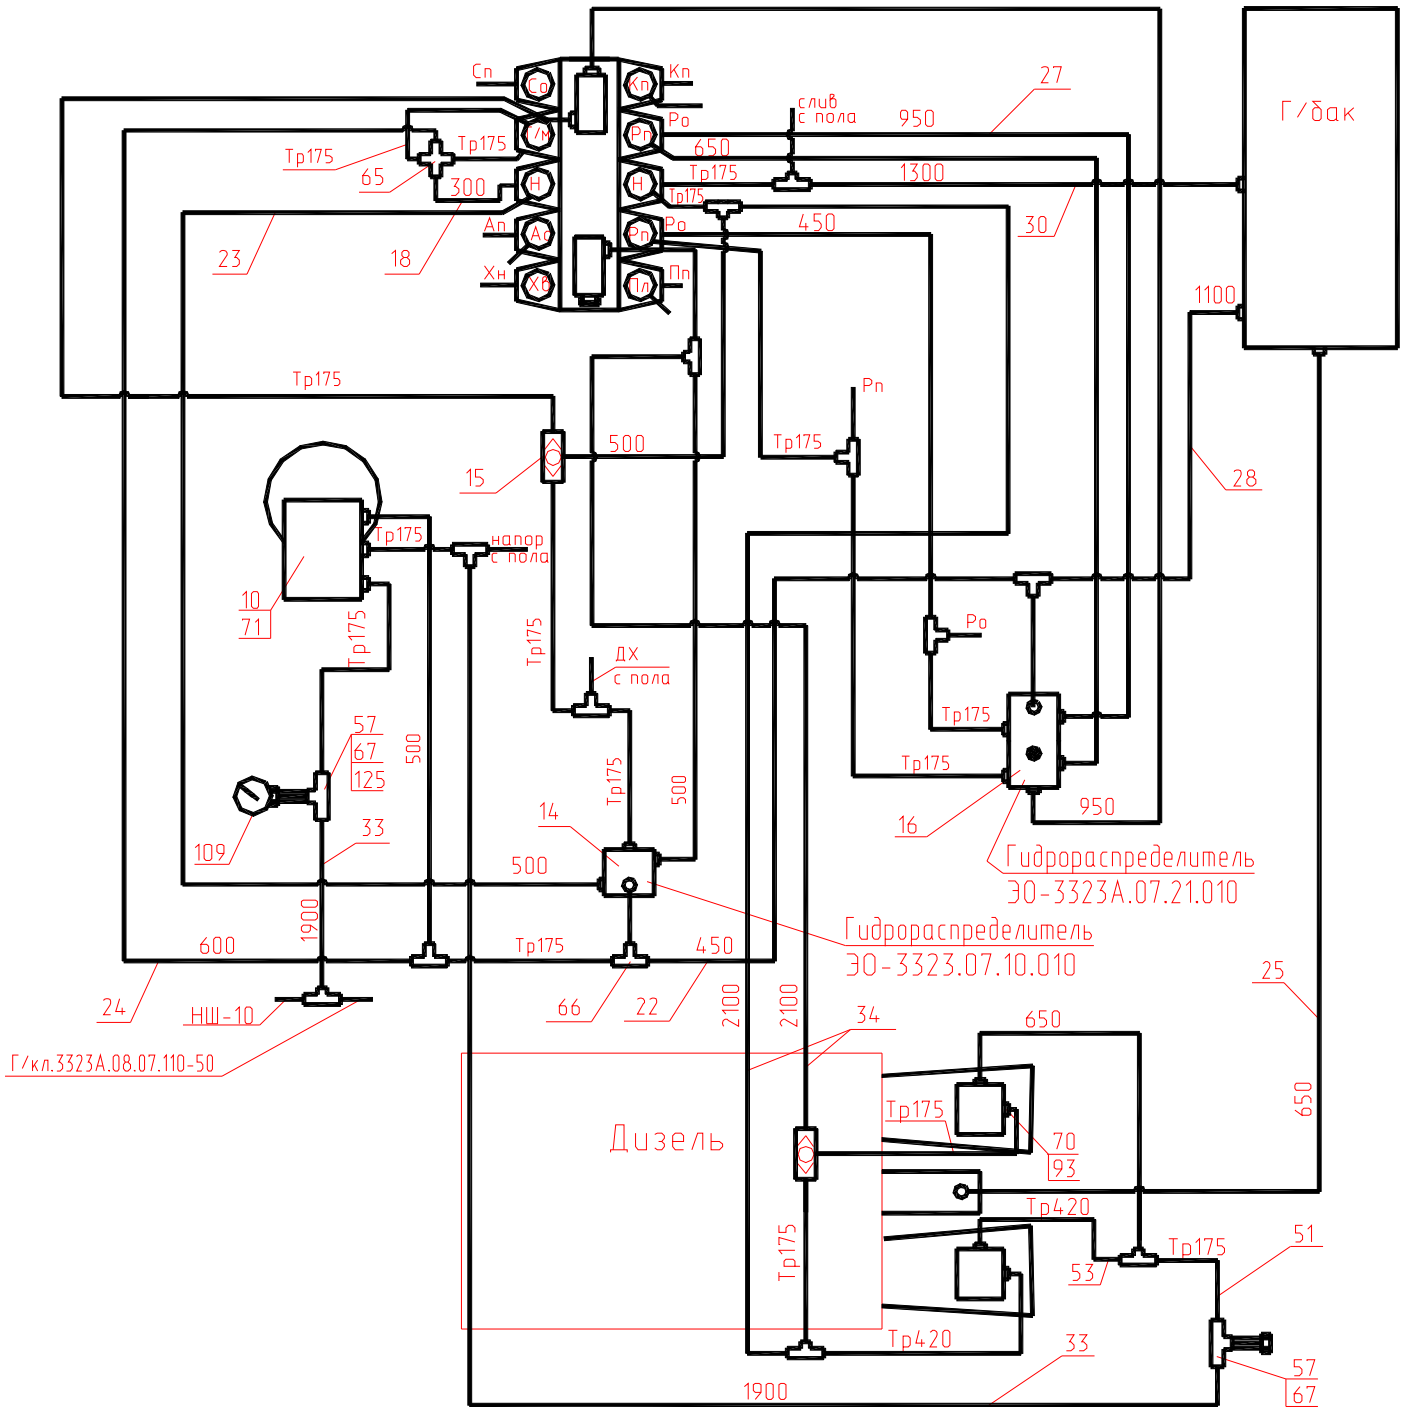 Сп
Кп
27
слив
с пола
Г/бак
Со
Кп
950
Ро
Г/м
Рп
Тр175
650
Тр175
65
300
Тр175
1300
Н
Н
Тр175
30
23
18
Ап
Ао
Рп
Ро
450
Хн
Хв
Пл
Пп
1100
Тр175
Рп
15
500
Тр175
28
Тр175
напор
с пола
10
71
Тр175
Тр175
ДХ
с пола
Ро
57
67
125
500
Тр175
500
Тр175
Тр175
109
33
14
16
950
500
Гидрораспределитель
ЭО-3323А.07.21.010
1900
600
Тр175
450
Гидрораспределитель
ЭО-3323.07.10.010
24
НШ-10
66
22
2100
2100
34
25
Г/кл.3323А.08.07.110-50
650
650
Дизель
Тр175
70
93
Тр420
Тр175
53
Тр175
51
Тр420
33
1900
57
67